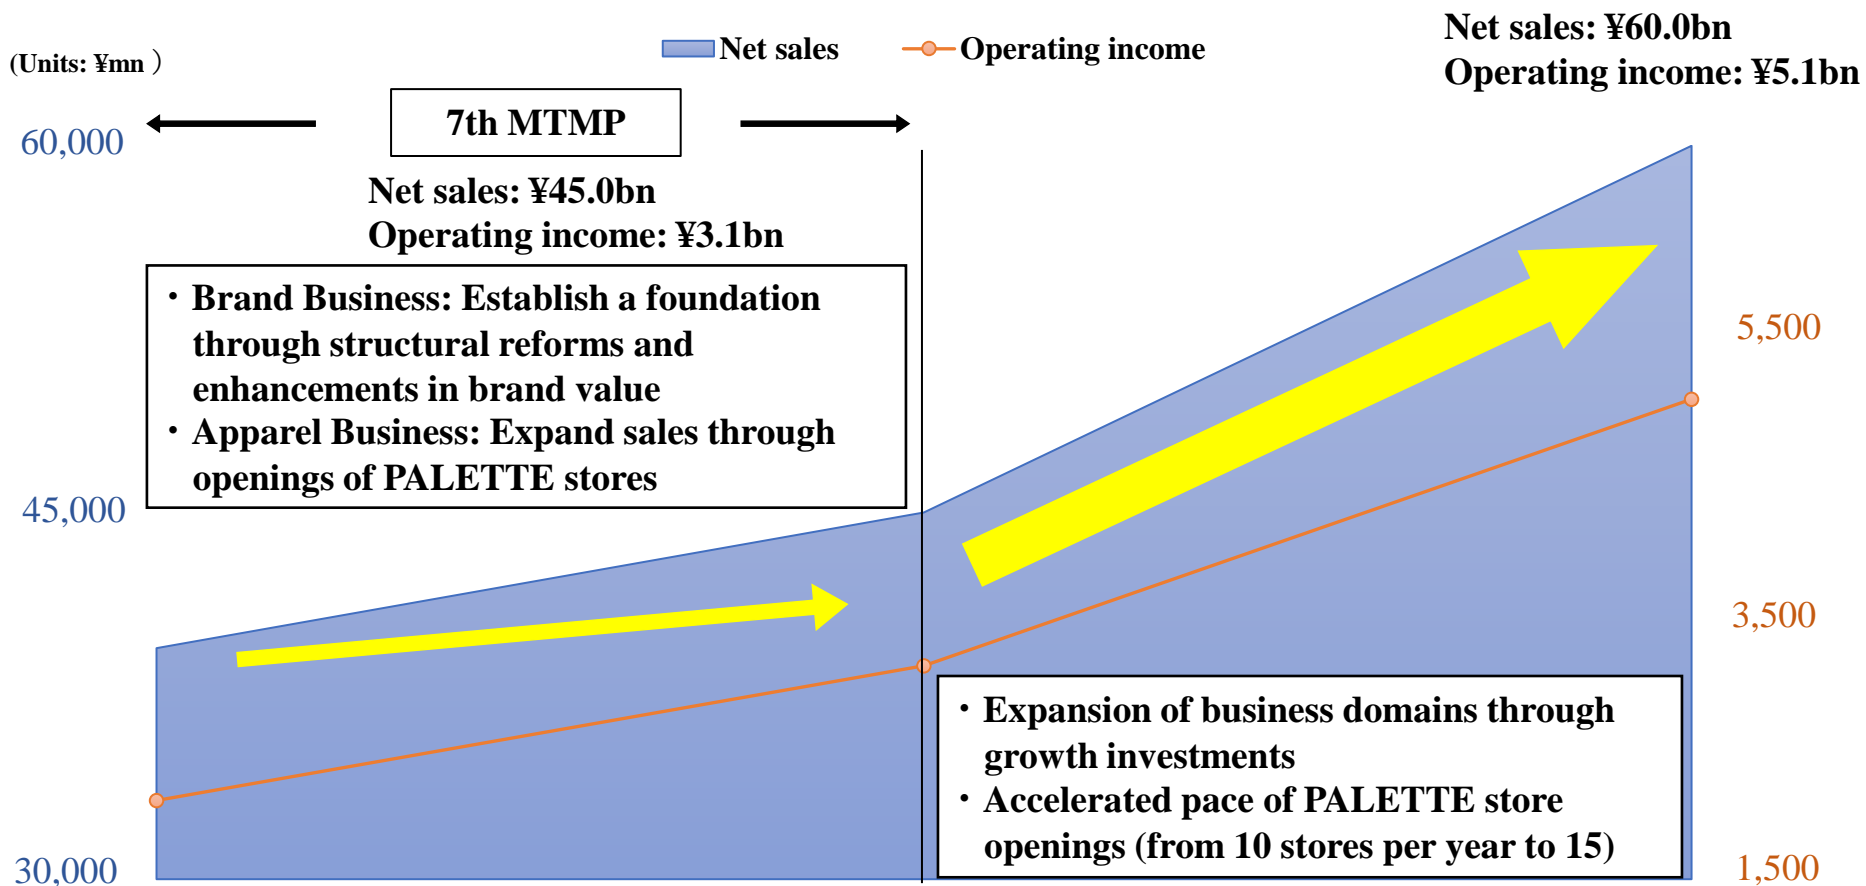 Net sales: ¥60.0bn
Operating income: ¥5.1bn
(Units: ¥mn）
Net sales
Operating income
7th MTMP
60,000
Net sales: ¥45.0bn
Operating income: ¥3.1bn
・Brand Business: Establish a foundation
through structural reforms and
enhancements in brand value
・Apparel Business: Expand sales through
openings of PALETTE stores
5,500
45,000
3,500
・Expansion of business domains through
growth investments
・Accelerated pace of PALETTE store
openings (from 10 stores per year to 15)
30,000
1,500